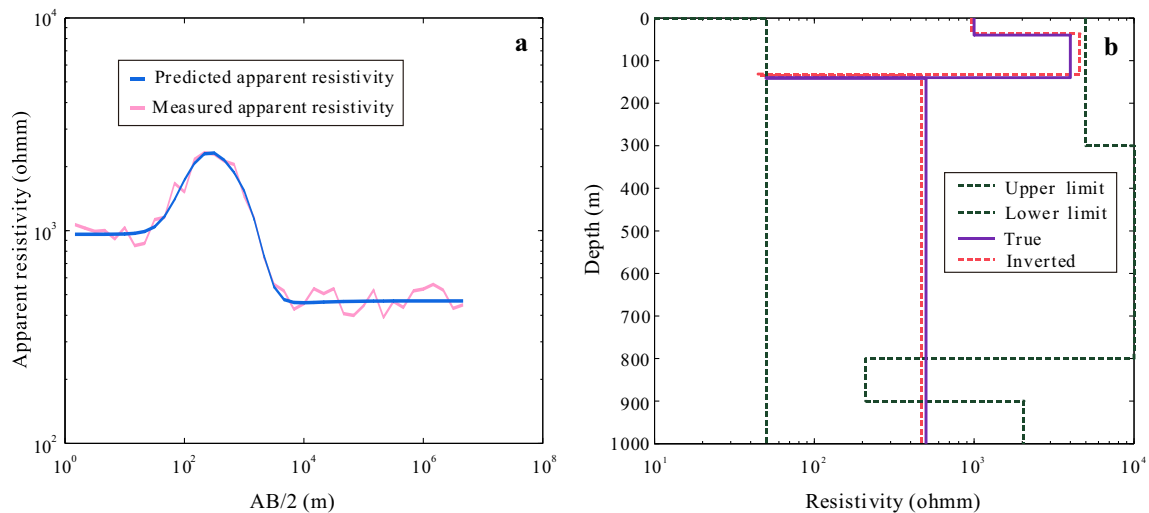 a
Predicted apparent resistivity
Measured apparent resistivity
Apparent resistivity (ohmm)
10^4
10^3
10^2
10^0
10^2
10^4
10^6
10^8
AB/2 (m)
b
Depth (m)
0
100
200
300
400
500
600
700
800
900
1000
Upper limit
Lower limit
True
Inverted
10^1
10^2
10^3
10^4
Resistivity (ohmm)